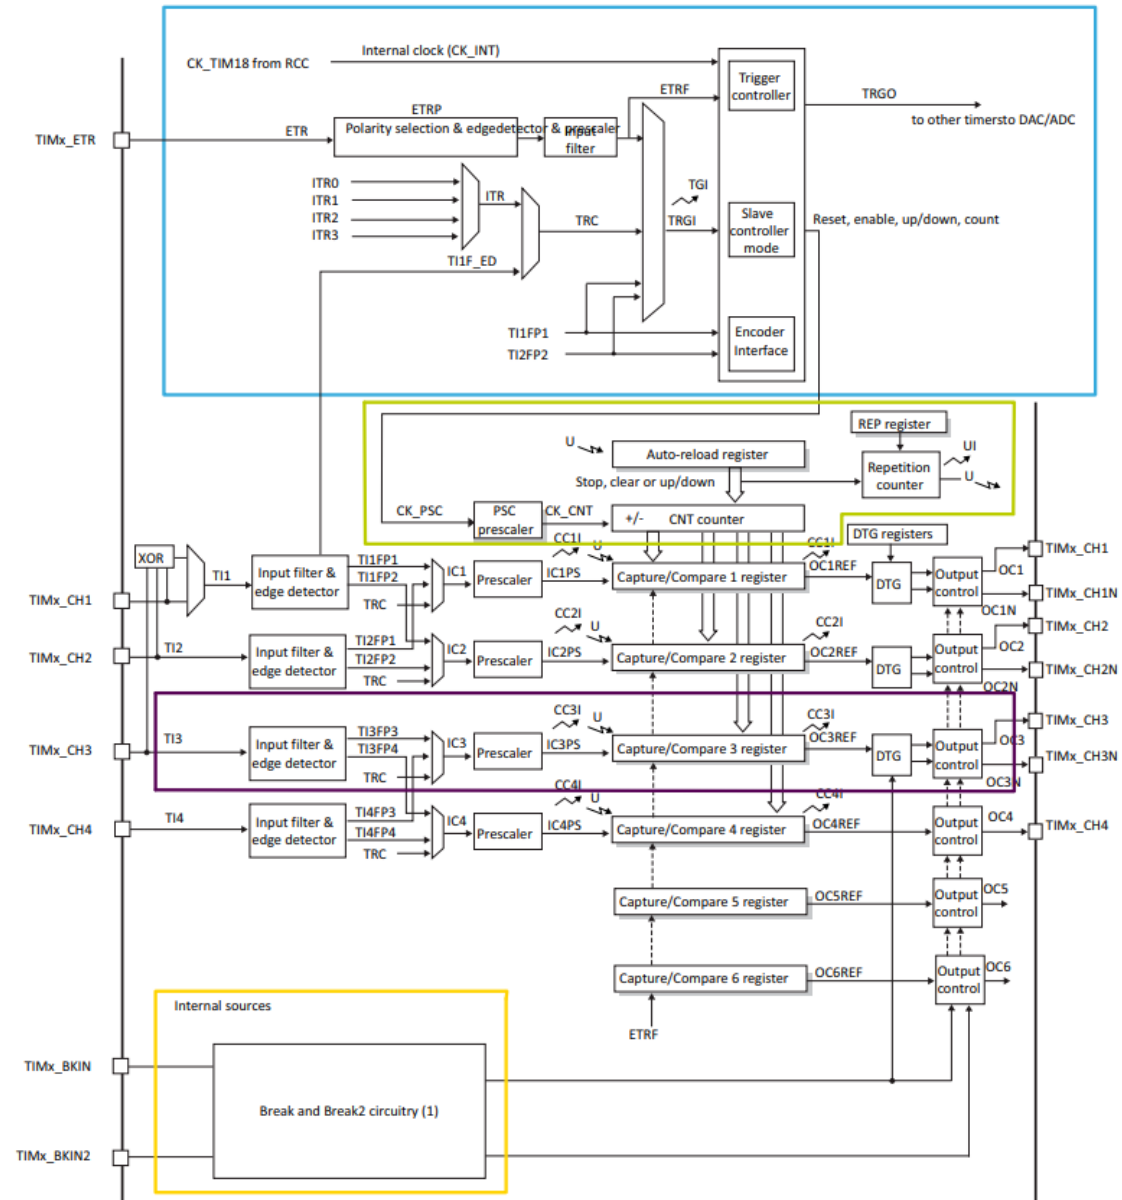 Internal clock (CK_INT)
CK_TIM18 from RCC
Trigger
controller
ETRF
TRGO
to other timersto DAC/ADC
ETRP
TIMx_ETR
ETR
Polarity selection & edgedetector & prescaler
Input
filter
ITR0
ITR1
ITR2
ITR3
ITR
TGI
TRC
TRGI
Slave
controller
mode
Reset, enable, up/down, count
TI1F_ED
TI1FP1
TI2FP2
Encoder
Interface
REP register
U
Auto-reload register
UI
Repetition
counter
U
Stop, clear or up/down
CK_PSC
PSC
prescaler
CK_CNT
+/-
CNT counter
DTG registers
XOR
TI1
TIMx_CH1
Input filter &
edge detector
TI1FP1
TI1FP2
TRC
IC1
Prescaler
IC1PS
CC1I
U
Capture/Compare 1 register
CC1I
OC1REF
DTG
Output
control
OC1
OC1N
TIMx_CH1
TIMx_CH1N
TIMx_CH2
TI2
Input filter &
edge detector
TI2FP1
TI2FP2
TRC
IC2
Prescaler
IC2PS
CC2I
U
Capture/Compare 2 register
CC2I
OC2REF
DTG
Output
control
OC2
OC2N
TIMx_CH2
TIMx_CH2N
TIMx_CH3
TI3
Input filter &
edge detector
TI3FP3
TI3FP4
TRC
IC3
Prescaler
IC3PS
CC3I
U
Capture/Compare 3 register
CC3I
OC3REF
DTG
Output
control
OC3
OC3N
TIMx_CH3
TIMx_CH3N
TIMx_CH4
TI4
Input filter &
edge detector
TI4FP3
TI4FP4
TRC
IC4
Prescaler
IC4PS
CC4I
U
Capture/Compare 4 register
CC4I
OC4REF
Output
control
OC4
TIMx_CH4
Capture/Compare 5 register
OC5REF
Output
control
OC5
Capture/Compare 6 register
OC6REF
Output
control
OC6
ETRF
Internal sources
TIMx_BKIN
Break and Break2 circuitry (1)
TIMx_BKIN2